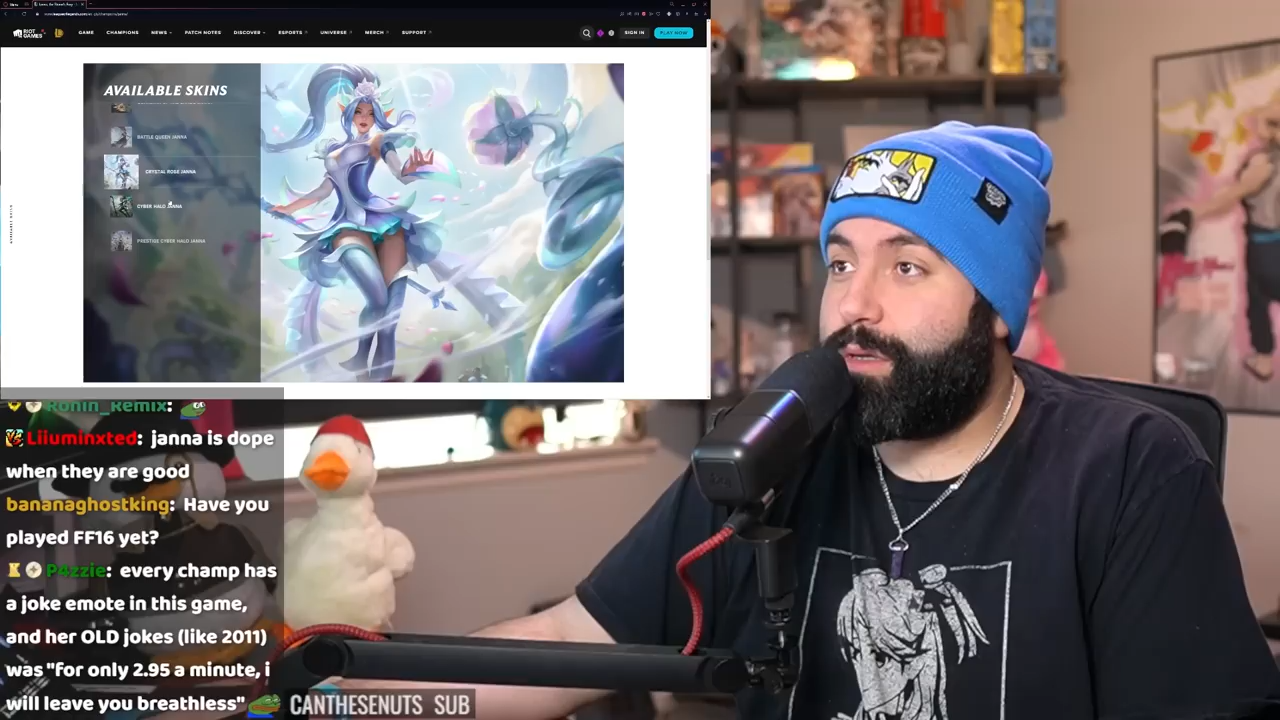 RIOT GAMES
GAME
CHAMPIONS
NEWS
PATCH NOTES
DISCOVER
ESPORTS
UNIVERSE
MERCH
SUPPORT
SIGN IN
PLAY NOW
AVAILABLE SKINS
BATTLE QUEEN JANNA
CRYSTAL ROSE JANNA
CYBER HALO JANNA
PRESTIGE CYBER HALO JANNA
Ronin_Remix:
Liiuminxted: janna is dope
when they are good
bananaghostking: Have you
played FF16 yet?
P4zzie: every champ has
a joke emote in this game,
and her OLD jokes (like 2011)
was "for only 2.95 a minute, i
will leave you breathless"
CANTHESENUTS SUB